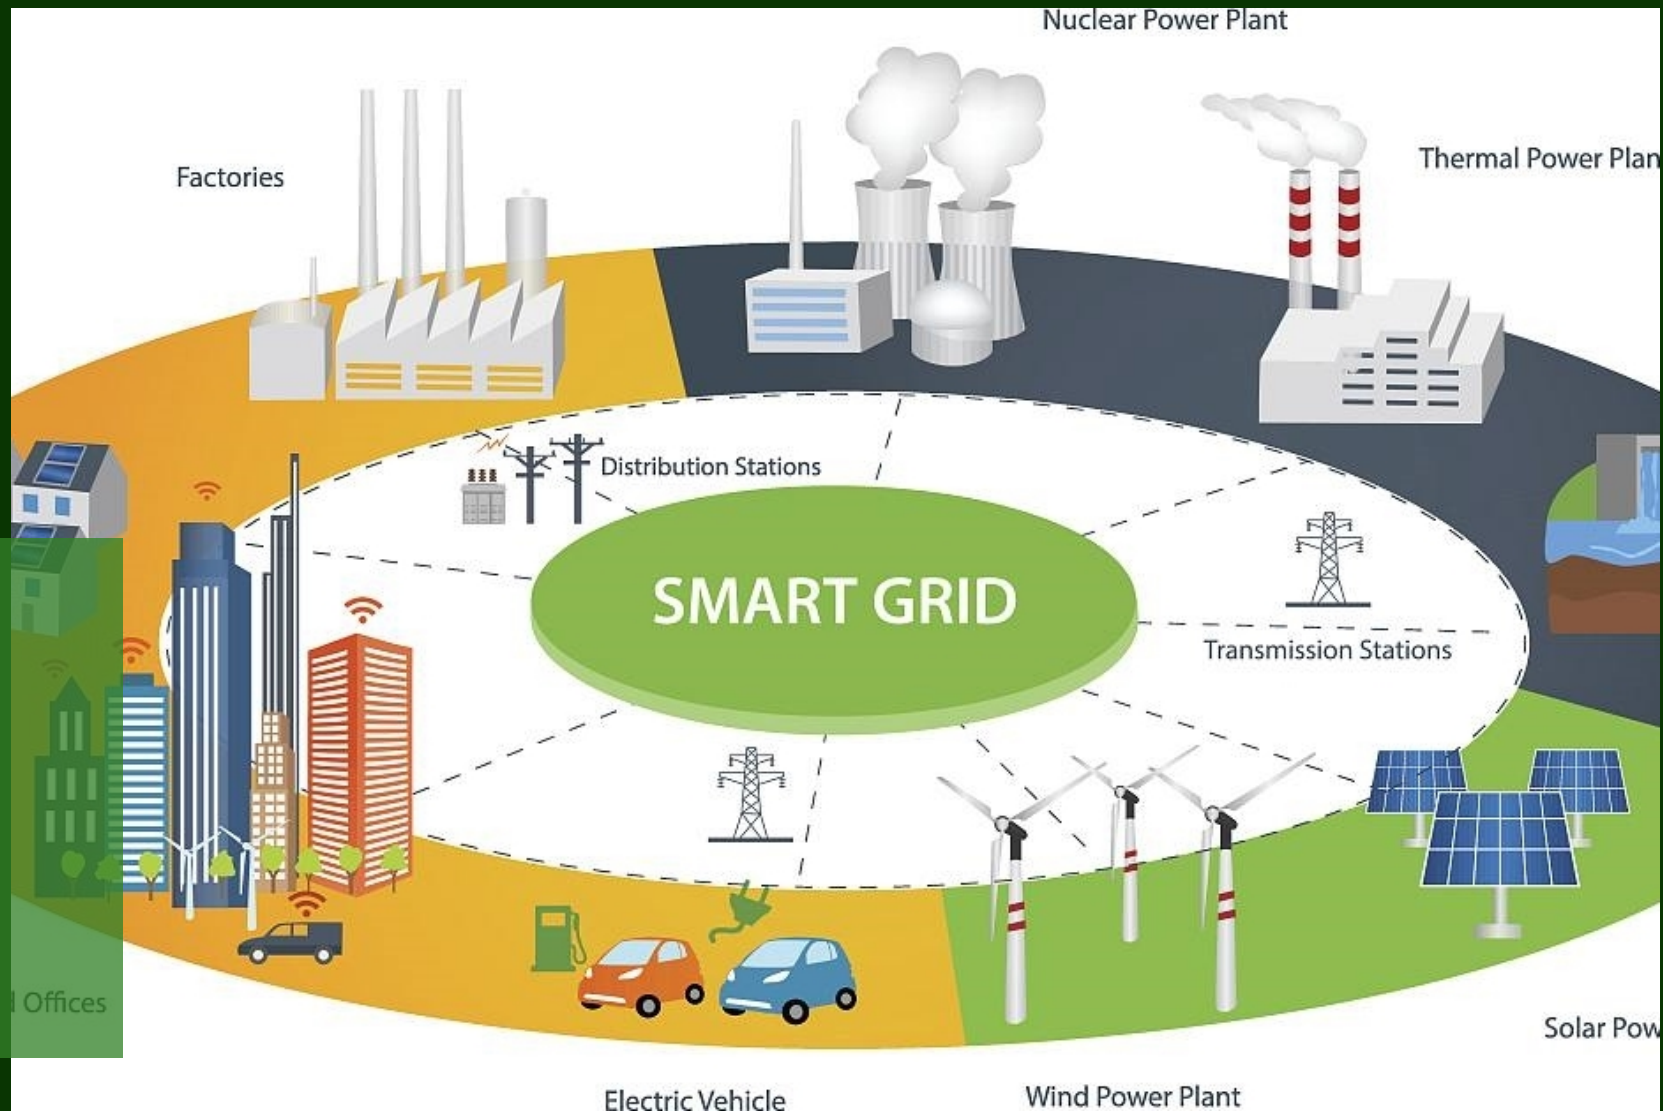 Nuclear Power Plant
Thermal Power Plan
Factories
Distribution Stations
SMART GRID
Transmission Stations
d Offices
Solar Pow
Electric Vehicle
Wind Power Plant